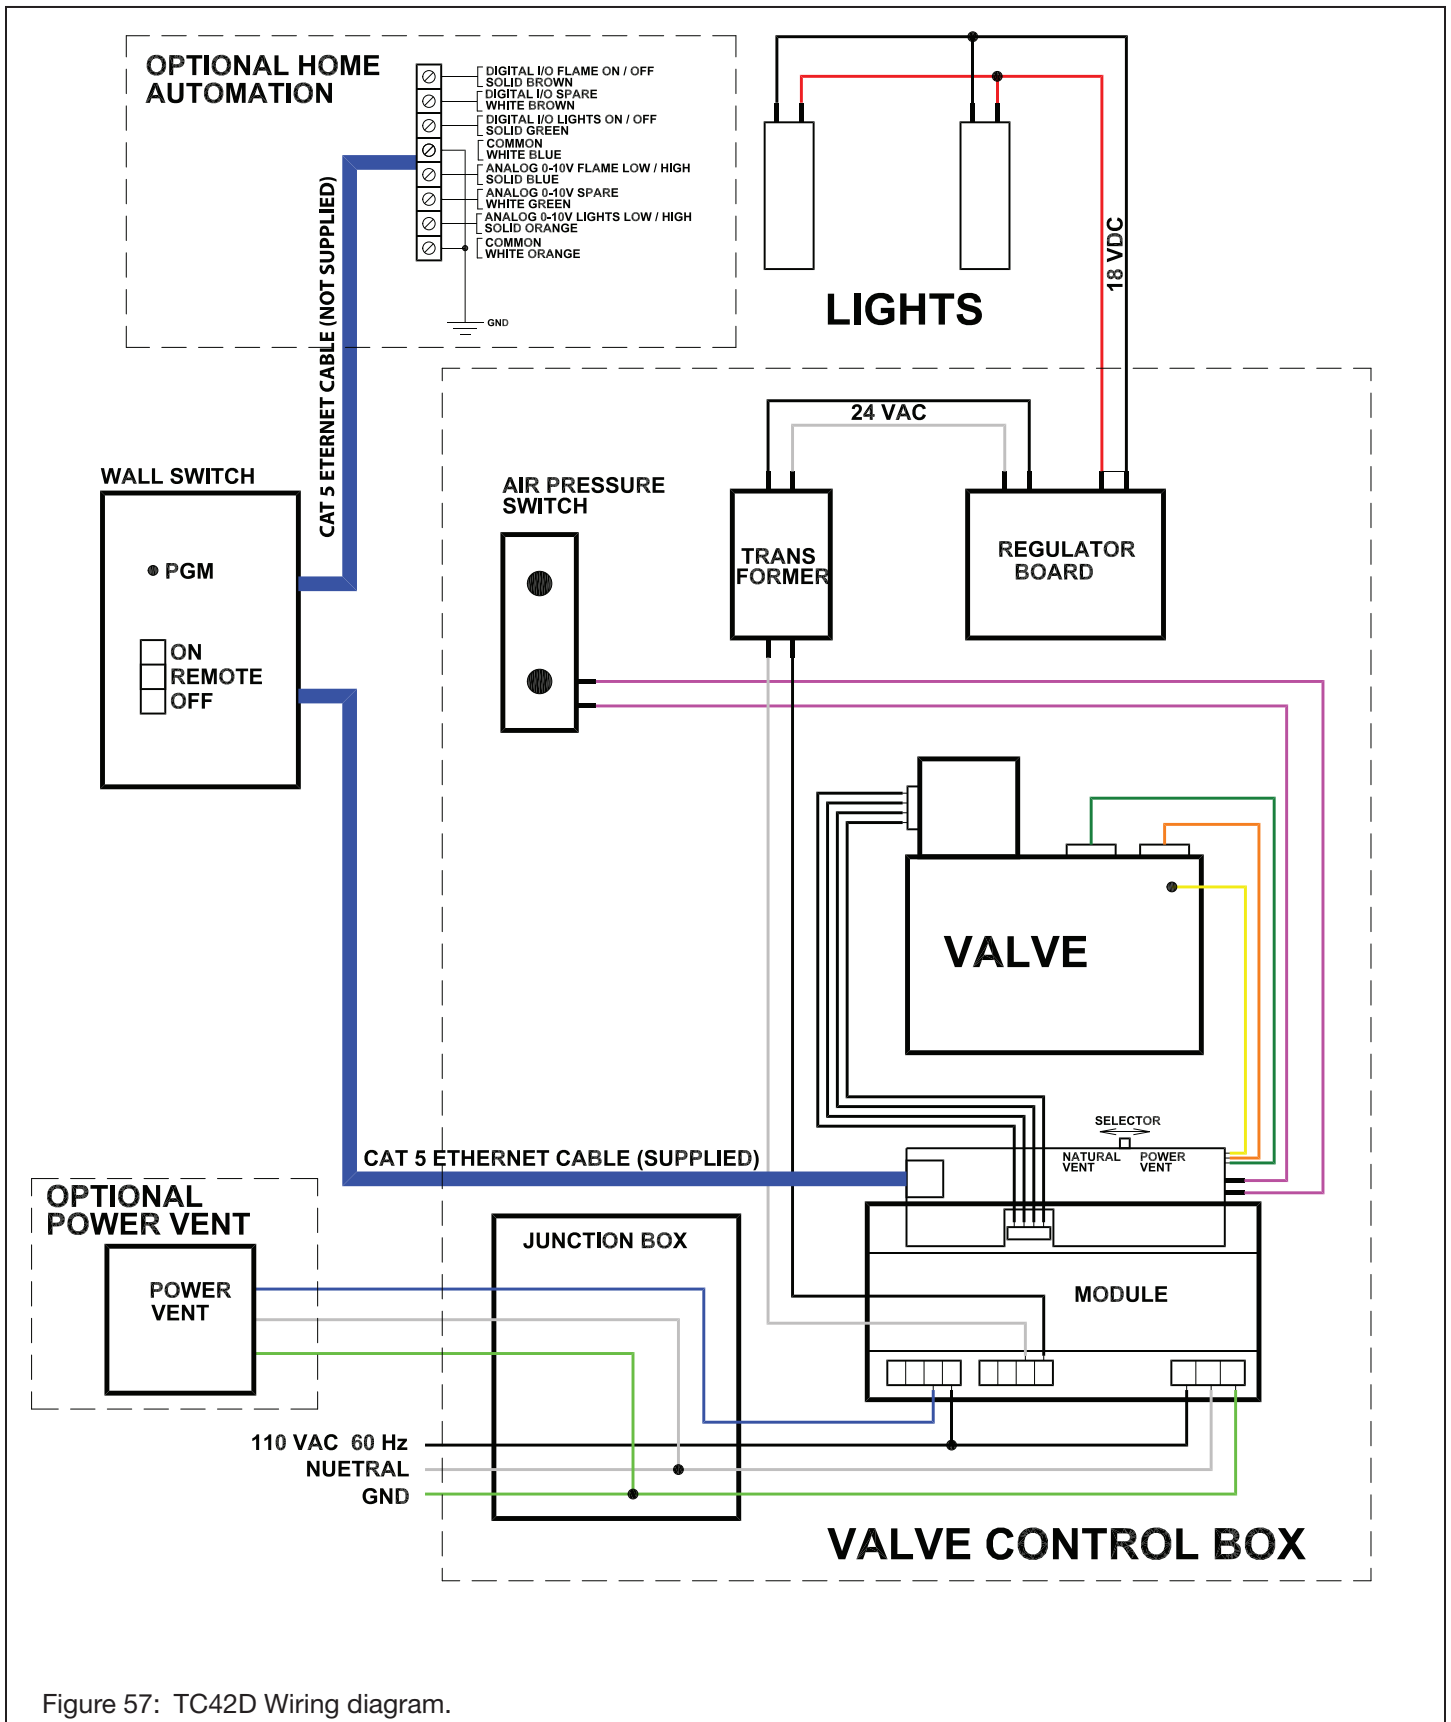 OPTIONAL HOME
AUTOMATION
DIGITAL I/O FLAME ON / OFF
SOLID BROWN
DIGITAL I/O SPARE
WHITE BROWN
DIGITAL I/O LIGHTS ON / OFF
SOLID GREEN
COMMON
WHITE BLUE
ANALOG 0-10V FLAME LOW / HIGH
SOLID BLUE
ANALOG 0-10V SPARE
WHITE GREEN
ANALOG 0-10V LIGHTS LOW / HIGH
SOLID ORANGE
COMMON
WHITE ORANGE
GND
CAT 5 ETERNET CABLE (NOT SUPPLIED)
LIGHTS
18 VDC
24 VAC
WALL SWITCH
PGM
ON
REMOTE
OFF
AIR PRESSURE
SWITCH
TRANS
FORMER
REGULATOR
BOARD
VALVE
SELECTOR
NATURAL
VENT
POWER
VENT
CAT 5 ETHERNET CABLE (SUPPLIED)
OPTIONAL
POWER VENT
POWER
VENT
JUNCTION BOX
MODULE
110 VAC 60 Hz
NUETRAL
GND
VALVE CONTROL BOX
Figure 57: TC42D Wiring diagram.